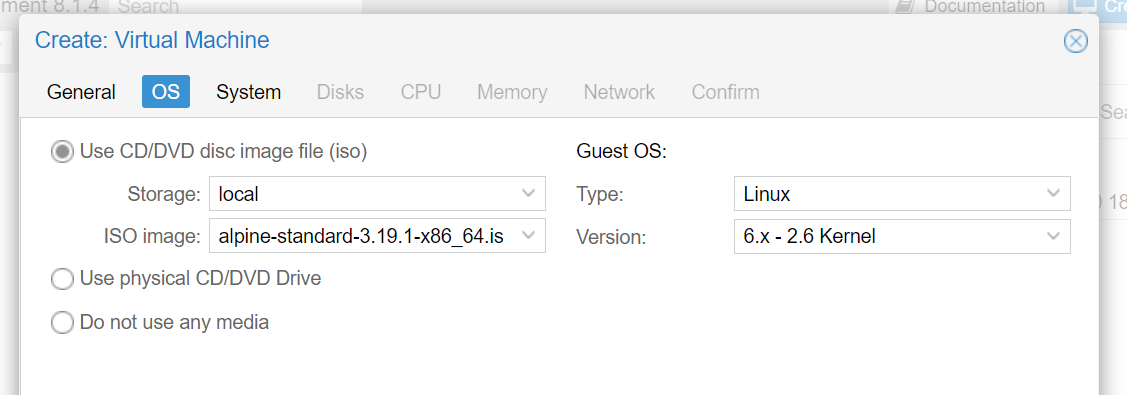 ment 8.1.4 Search Documentation Cre
Create: Virtual Machine
General OS System Disks CPU Memory Network Confirm
Sea
Use CD/DVD disc image file (iso) Guest OS:
Storage: local Type: Linux
18
ISO image: alpine-standard-3.19.1-x86_64.is Version: 6.x - 2.6 Kernel
Use physical CD/DVD Drive
Do not use any media